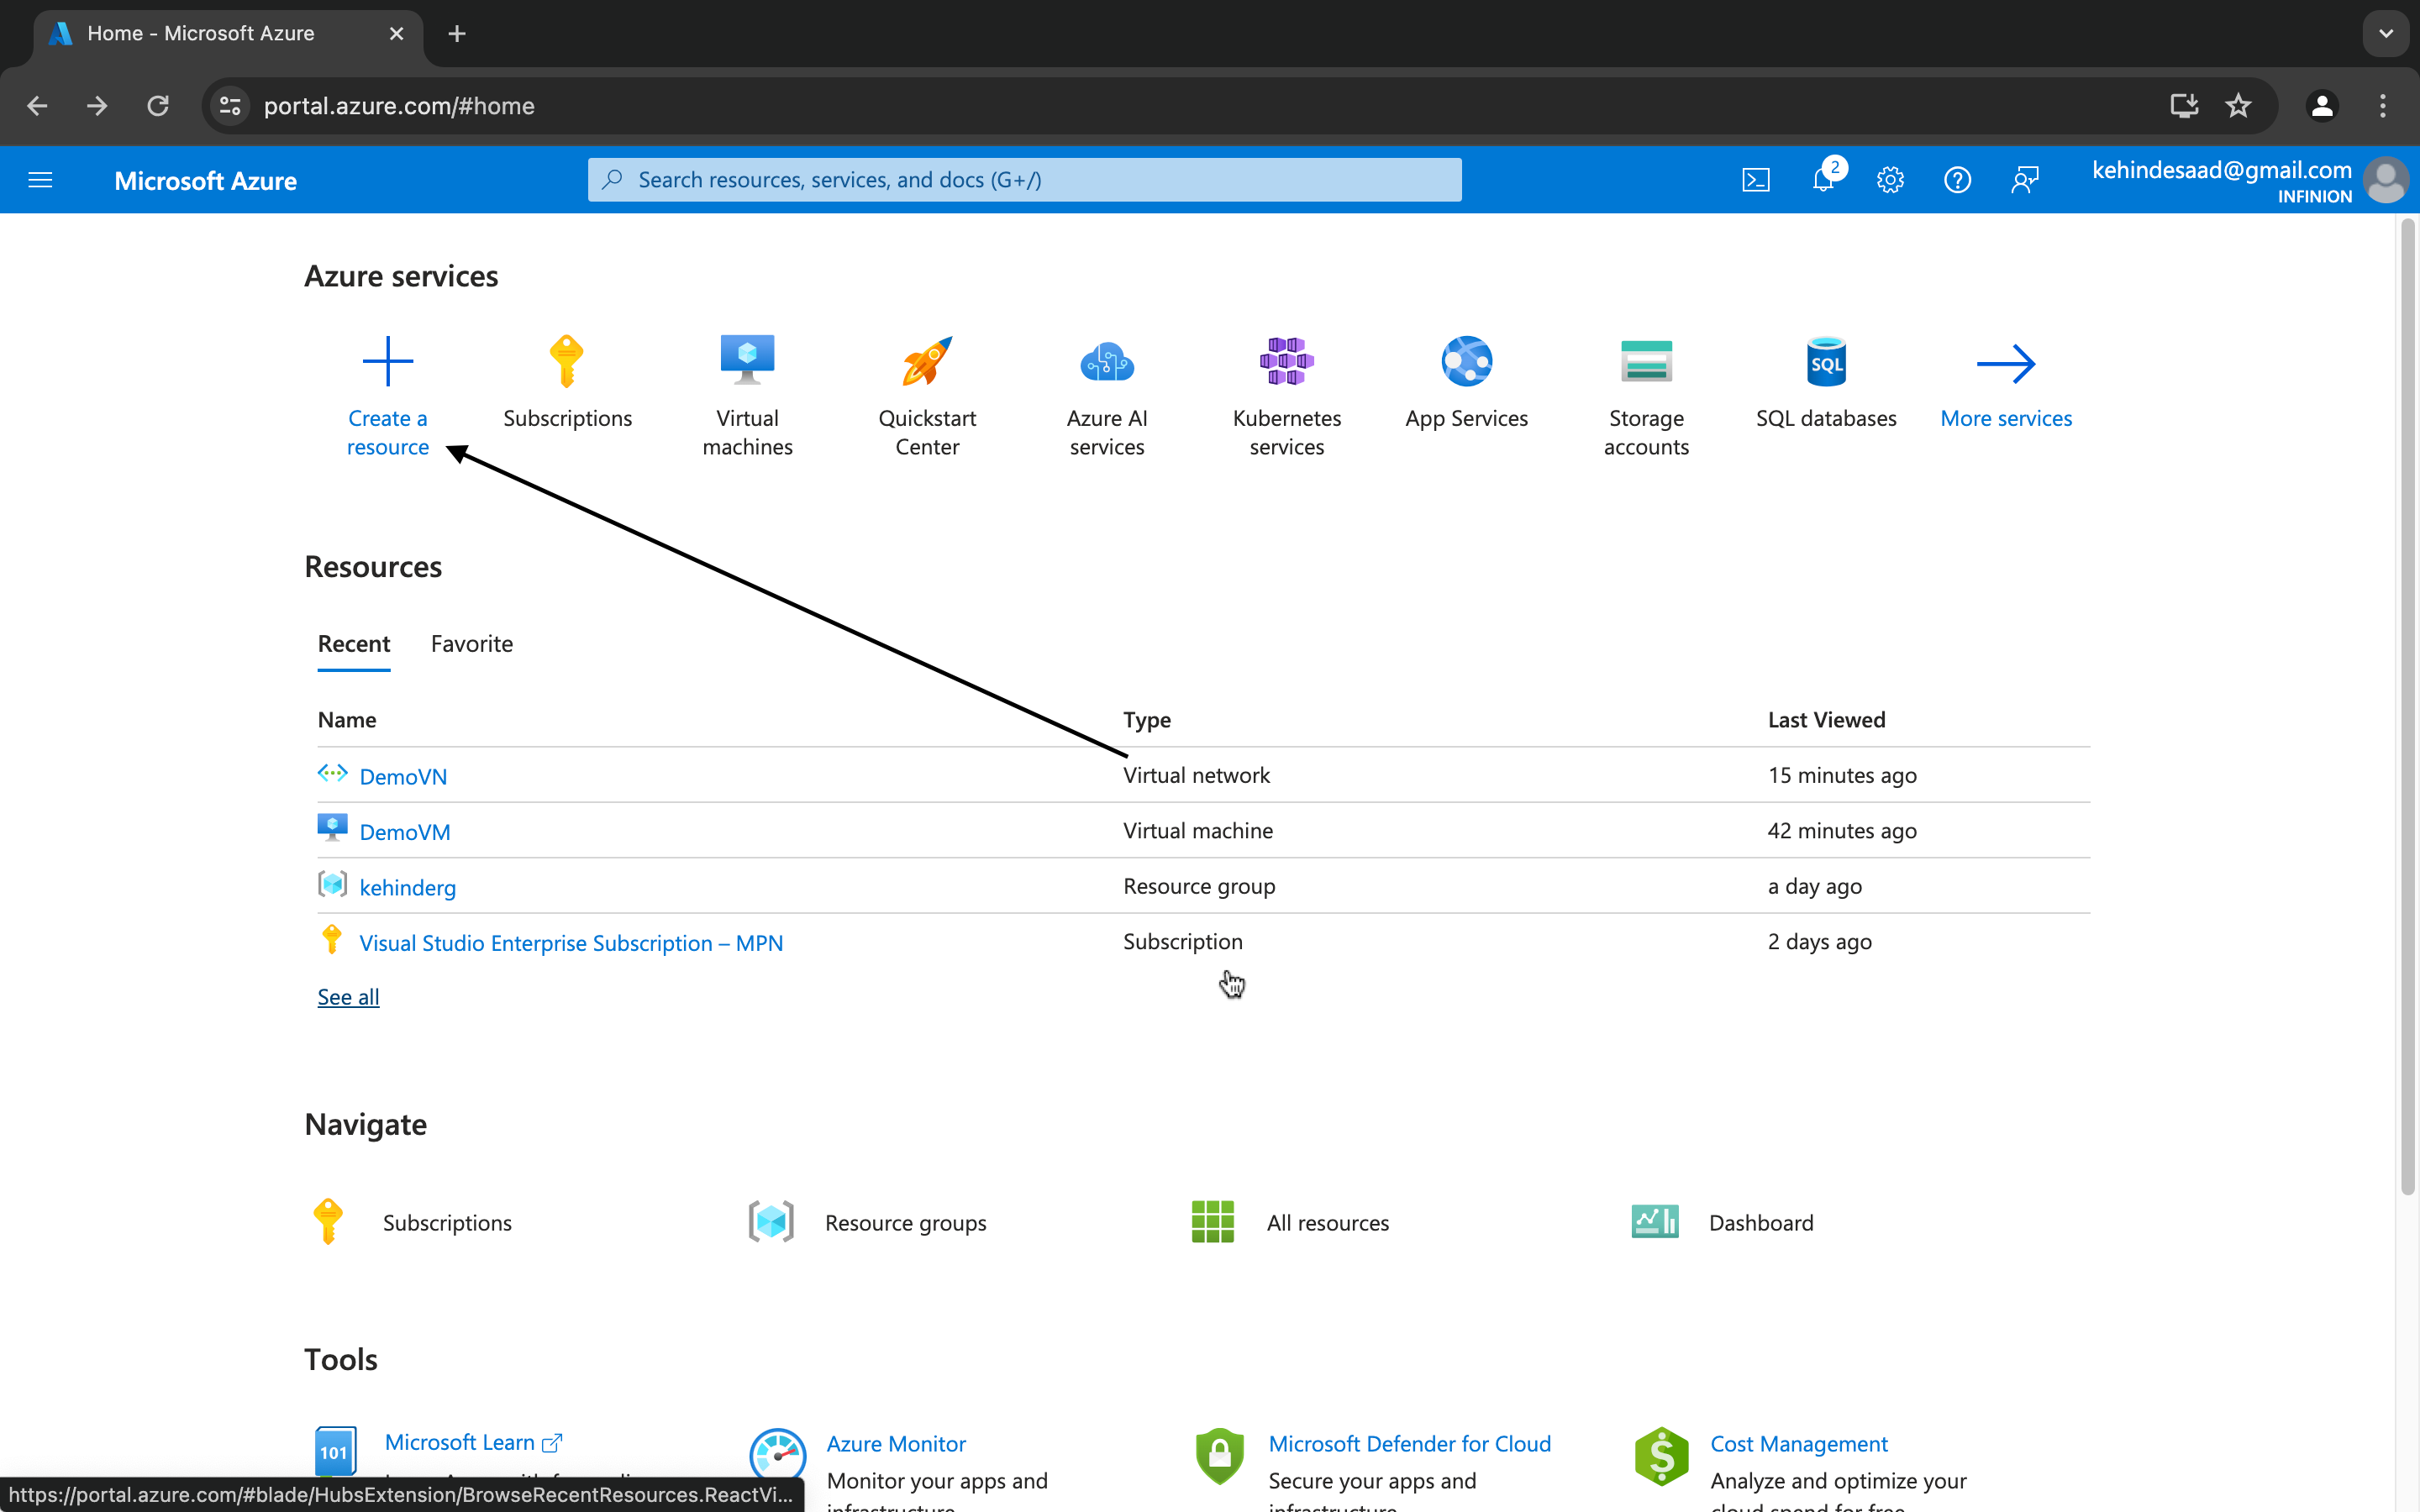 Home - Microsoft Azure
portal.azure.com/#home
Microsoft Azure
Search resources, services, and docs (G+/)
2
kehindesaad@gmail.com
INFINION
Azure services
Create a
resource
Subscriptions
Virtual
machines
Quickstart
Center
Azure AI
services
Kubernetes
services
App Services
Storage
accounts
SQL
SQL databases
More services
Resources
Recent Favorite
Name Type Last Viewed
DemoVN Virtual network 15 minutes ago
DemoVM Virtual machine 42 minutes ago
kehinderg Resource group a day ago
Visual Studio Enterprise Subscription – MPN Subscription 2 days ago
See all
Navigate
Subscriptions Resource groups All resources Dashboard
Tools
101
Microsoft Learn
Azure Monitor
Monitor your apps and
infrastructure
Microsoft Defender for Cloud
Secure your apps and
infrastructure
$
Cost Management
Analyze and optimize your
cloud spend for free
https://portal.azure.com/#blade/HubsExtension/BrowseRecentResources.ReactVi...